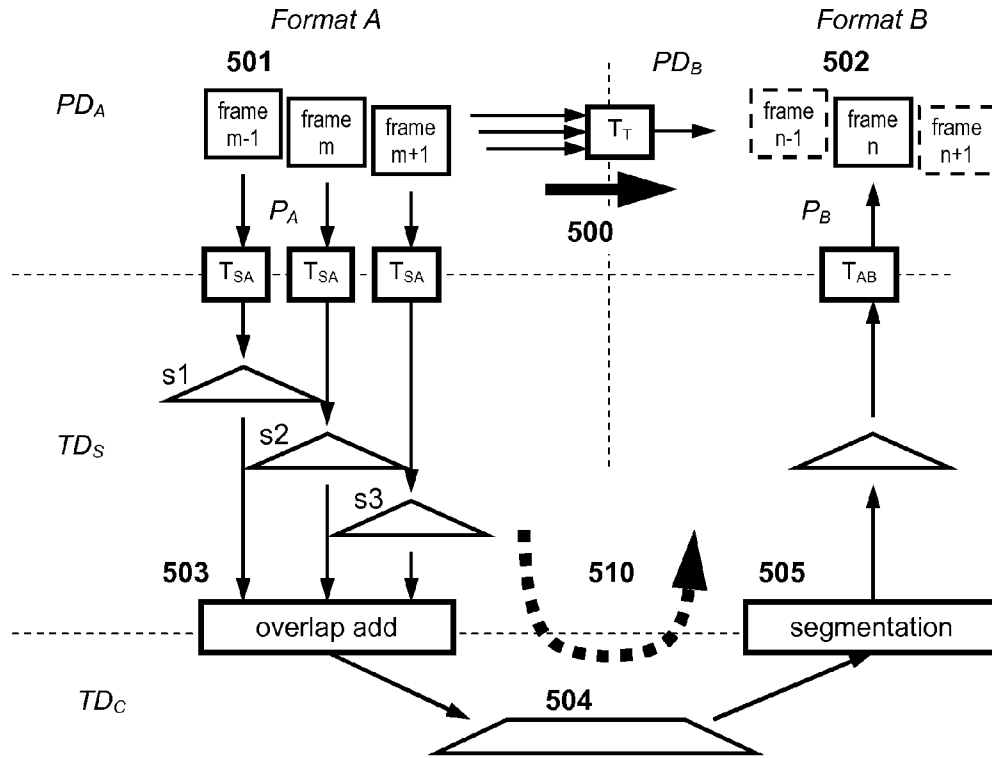 Format A
Format B
501
PD_B
502
PD_A
frame
m-1
frame
m
frame
m+1
T_T
frame
n-1
frame
n
frame
n+1
P_A
500
P_B
T_SA
T_SA
T_SA
T_AB
s1
TD_S
s2
s3
503
510
505
overlap add
segmentation
TD_C
504